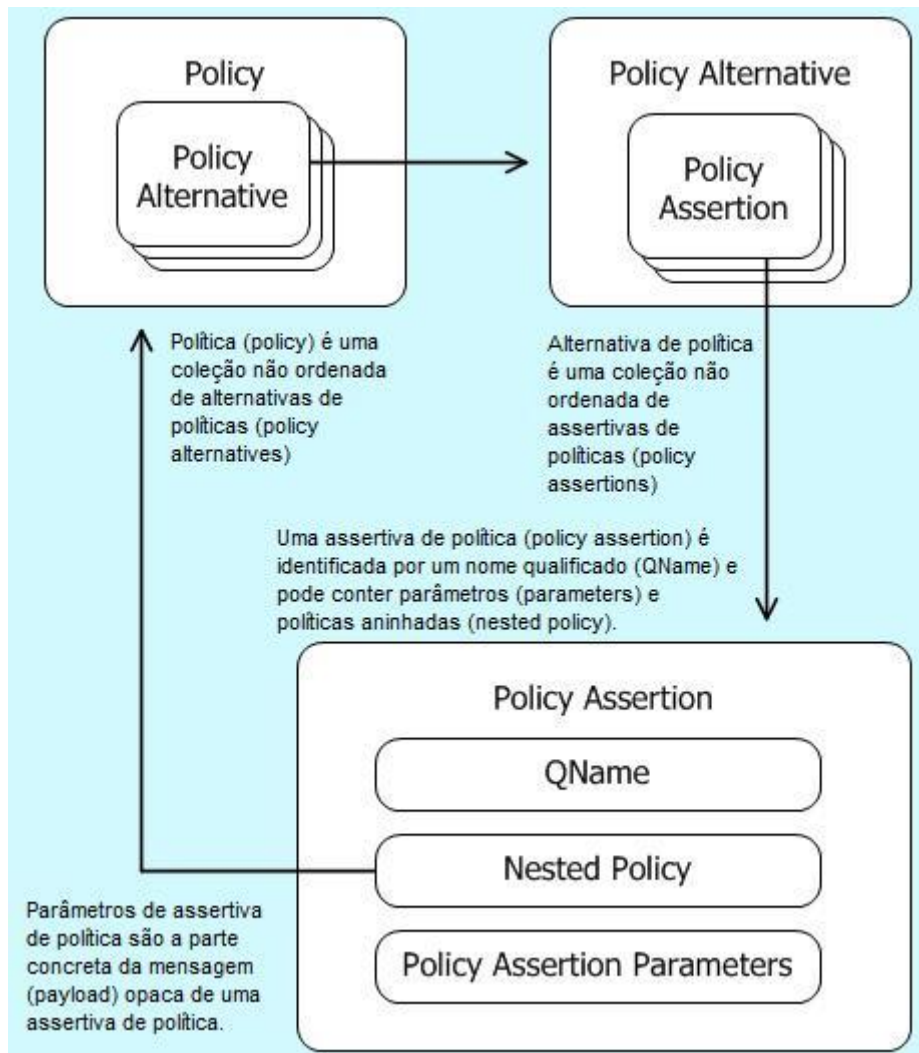 Policy
Policy
Alternative
Policy Alternative
Policy
Assertion
Política (policy) é uma
coleção não ordenada
de alternativas de
políticas (policy
alternatives)
Alternativa de política
é uma coleção não
ordenada de
assertivas de
políticas (policy
assertions)
Uma assertiva de política (policy assertion) é
identificada por um nome qualificado (QName) e
pode conter parâmetros (parameters) e
políticas aninhadas (nested policy).
Policy Assertion
QName
Nested Policy
Policy Assertion Parameters
Parâmetros de assertiva
de política são a parte
concreta da mensagem
(payload) opaca de uma
assertiva de política.